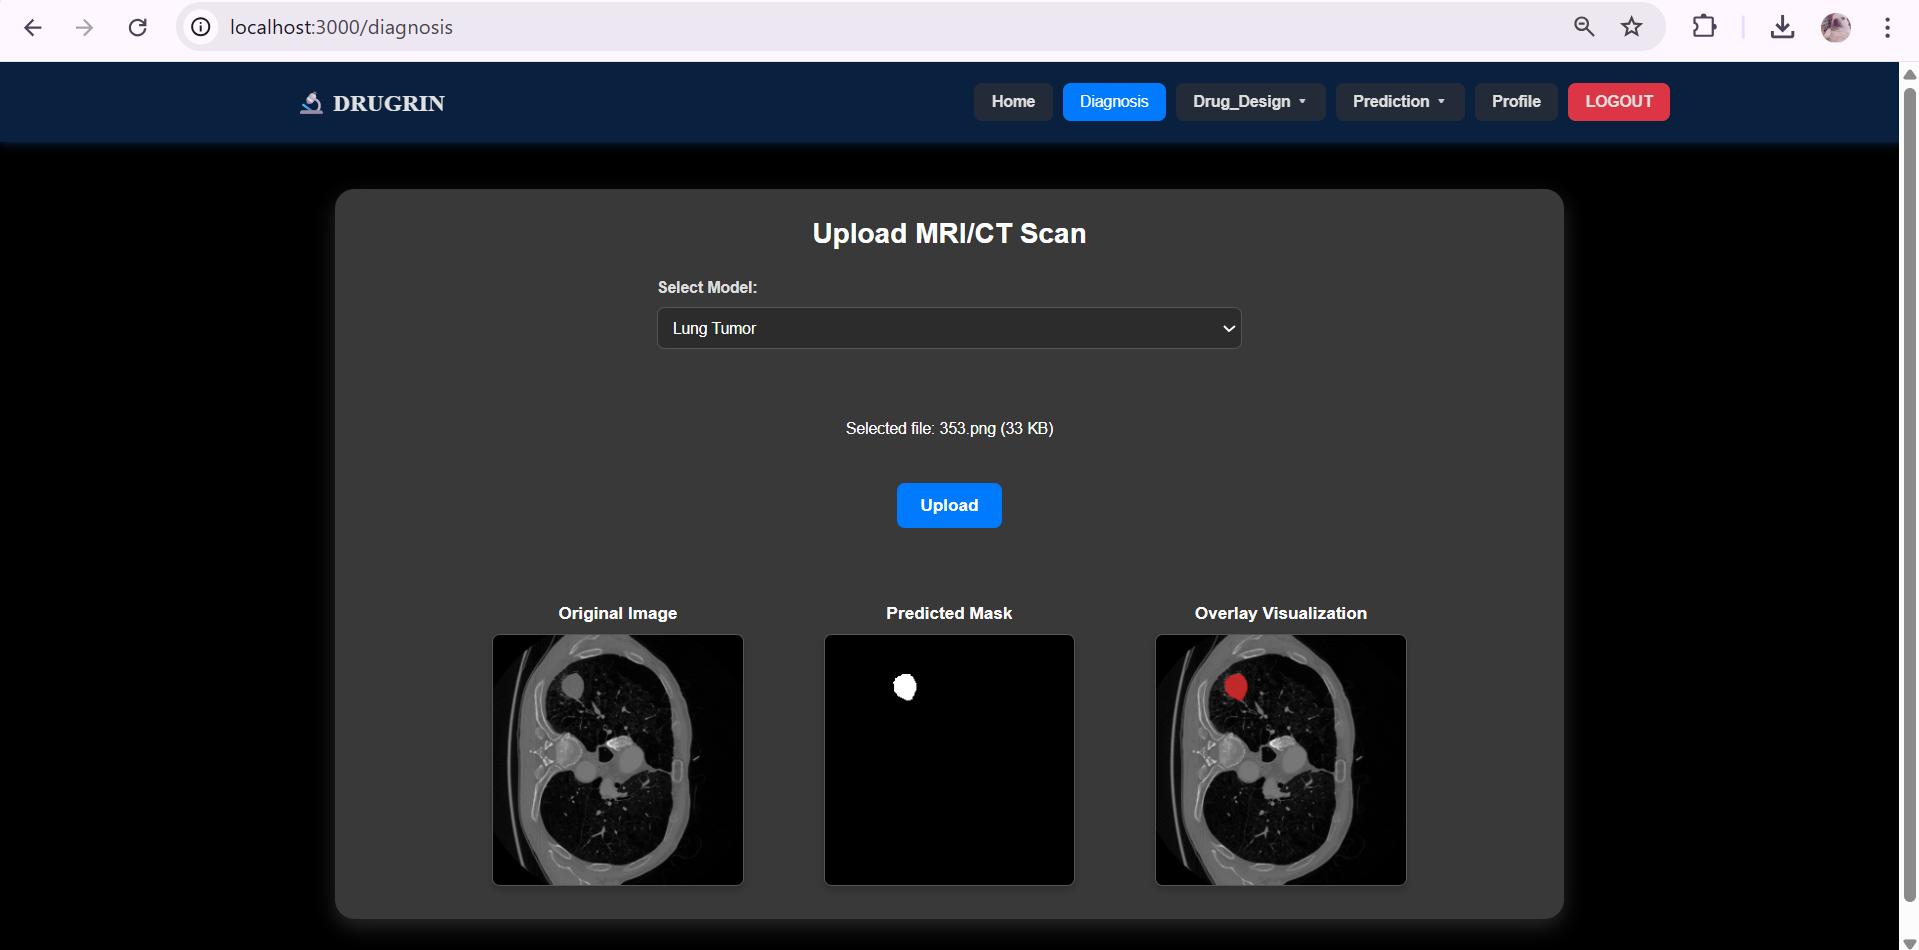 localhost:3000/diagnosis
DRUGRIN
Home
Diagnosis
Drug_Design
Prediction
Profile
LOGOUT
Upload MRI/CT Scan
Select Model:
Lung Tumor
Selected file: 353.png (33 KB)
Upload
Original Image
Predicted Mask
Overlay Visualization